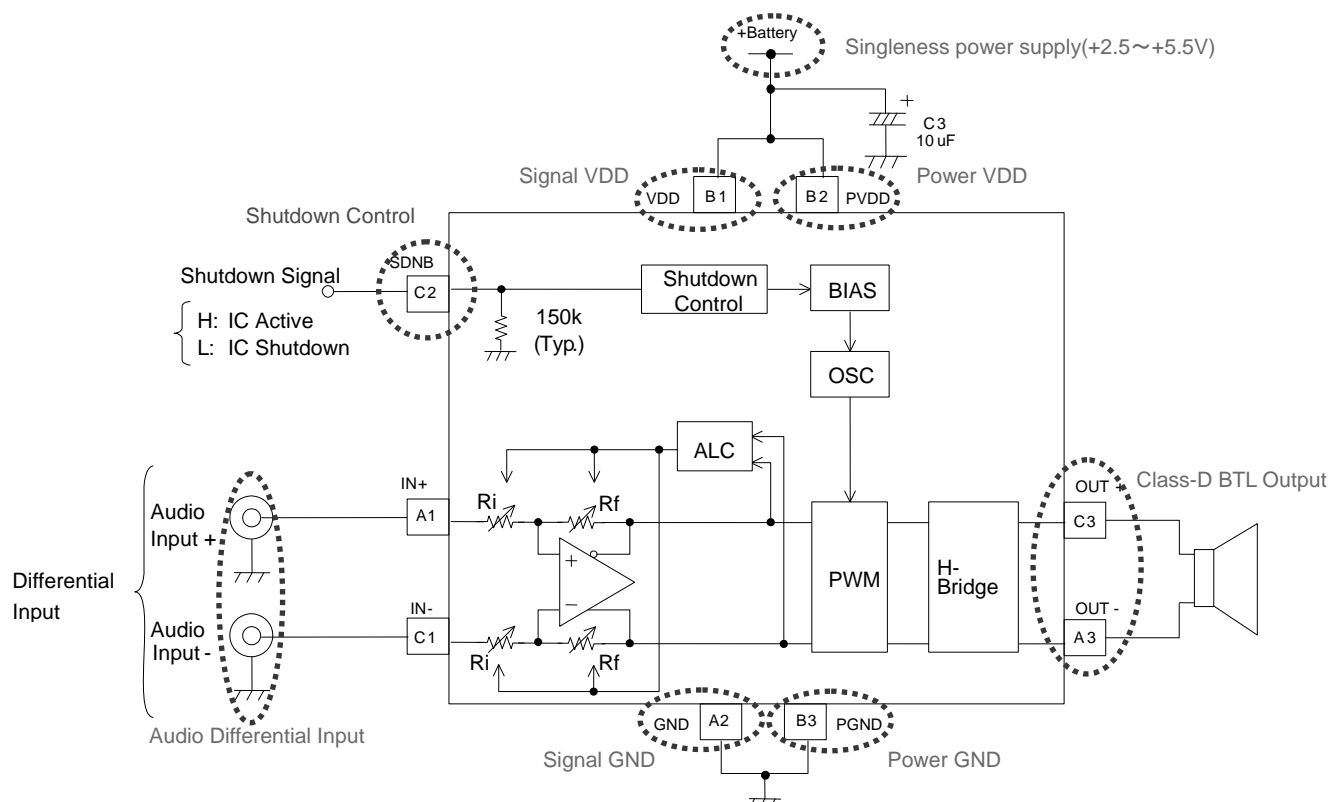 +Battery
Singleness power supply(+2.5～+5.5V)
+
C3
10 uF
Signal VDD
VDD
B1
B2
PVDD
Power VDD
Shutdown Control
SDNB
Shutdown Signal
C2
H: IC Active
L: IC Shutdown
150k
(Typ.)
Shutdown
Control
BIAS
OSC
ALC
Differential
Input
Audio
Input +
IN+
A1
Ri
Rf
+
-
PWM
H-
Bridge
OUT +
C3
Class-D BTL Output
OUT -
A3
Audio
Input -
IN-
C1
Ri
Rf
Audio Differential Input
Signal GND
GND
A2
B3
PGND
Power GND